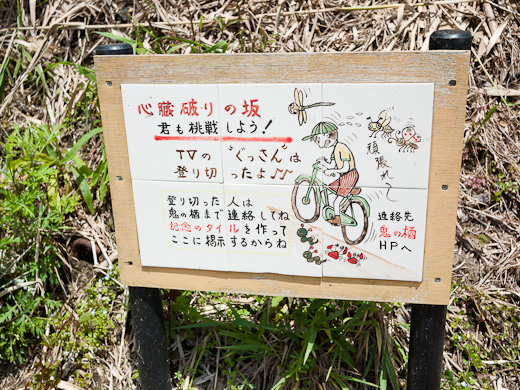 心臓破りの坂
君も挑戦しよう!
TVの"ぐっさん"は
登り切ったよ♪♪
登り切った人は
鬼の栖まで連絡してね
記念のタイルを作って
ここに掲示するからね
頑張れ〜
連絡先
鬼の栖
HPへ